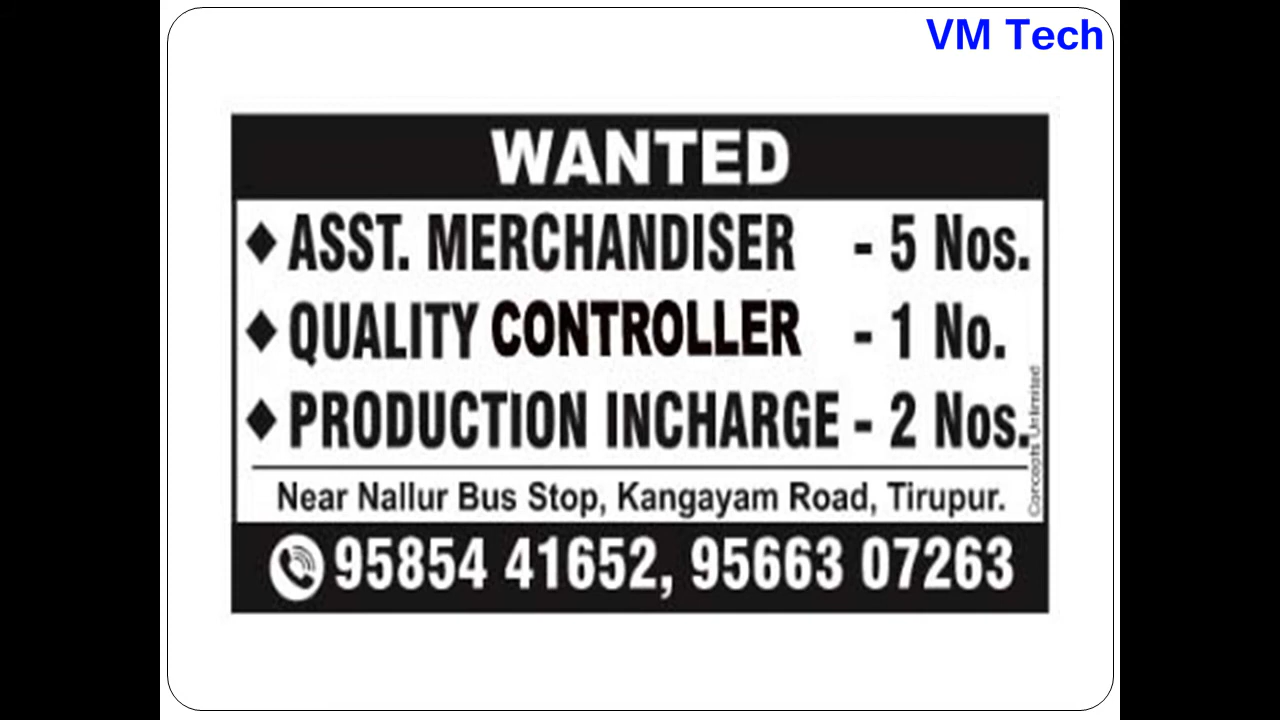 VM Tech
WANTED
♦ ASST. MERCHANDISER - 5 Nos.
♦ QUALITY CONTROLLER - 1 No.
♦ PRODUCTION INCHARGE - 2 Nos.
Near Nallur Bus Stop, Kangayam Road, Tirupur.
95854 41652, 95663 07263
Concepts Unlimited